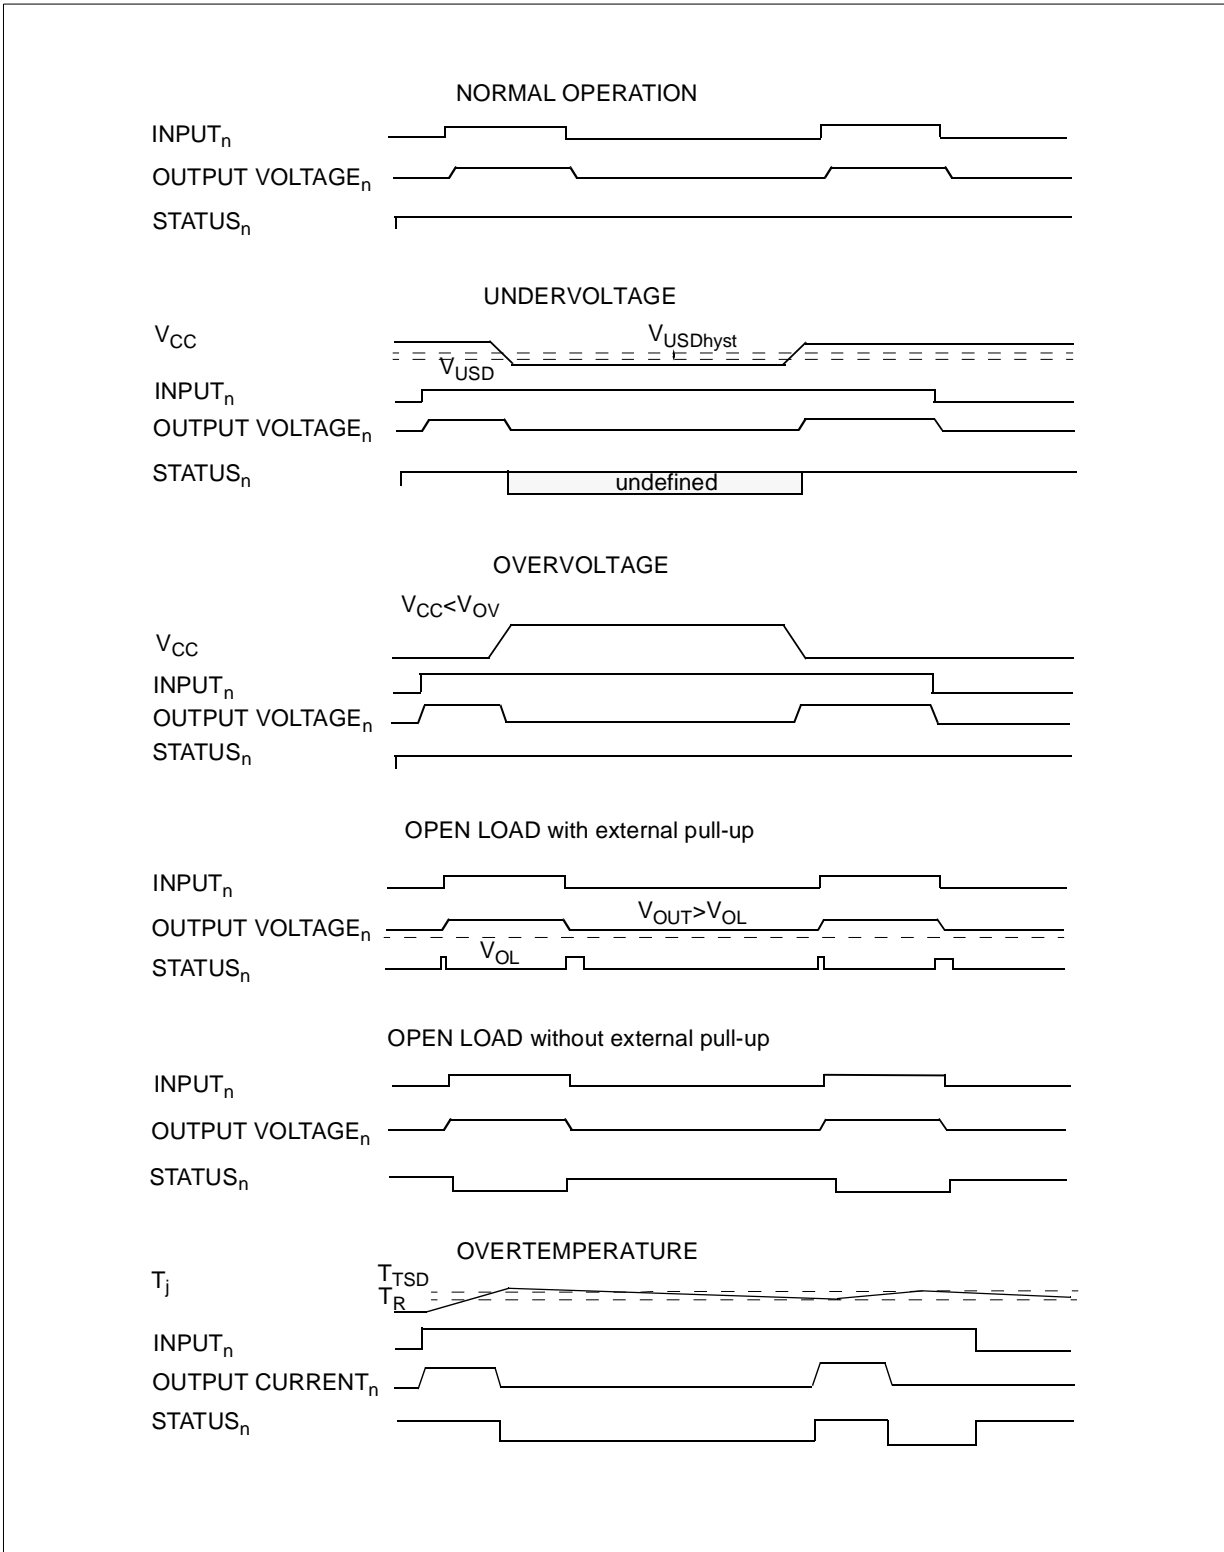 NORMAL OPERATION
INPUTn
OUTPUT VOLTAGEn
STATUSn
UNDERVOLTAGE
VCC
VUSDhyst
VUSD
INPUTn
OUTPUT VOLTAGEn
STATUSn
undefined
OVERVOLTAGE
VCC<VOV
VCC
INPUTn
OUTPUT VOLTAGEn
STATUSn
OPEN LOAD with external pull-up
INPUTn
OUTPUT VOLTAGEn
VOUT>VOL
VOL
STATUSn
OPEN LOAD without external pull-up
INPUTn
OUTPUT VOLTAGEn
STATUSn
OVERTEMPERATURE
Tj
TTSD
TR
INPUTn
OUTPUT CURRENTn
STATUSn